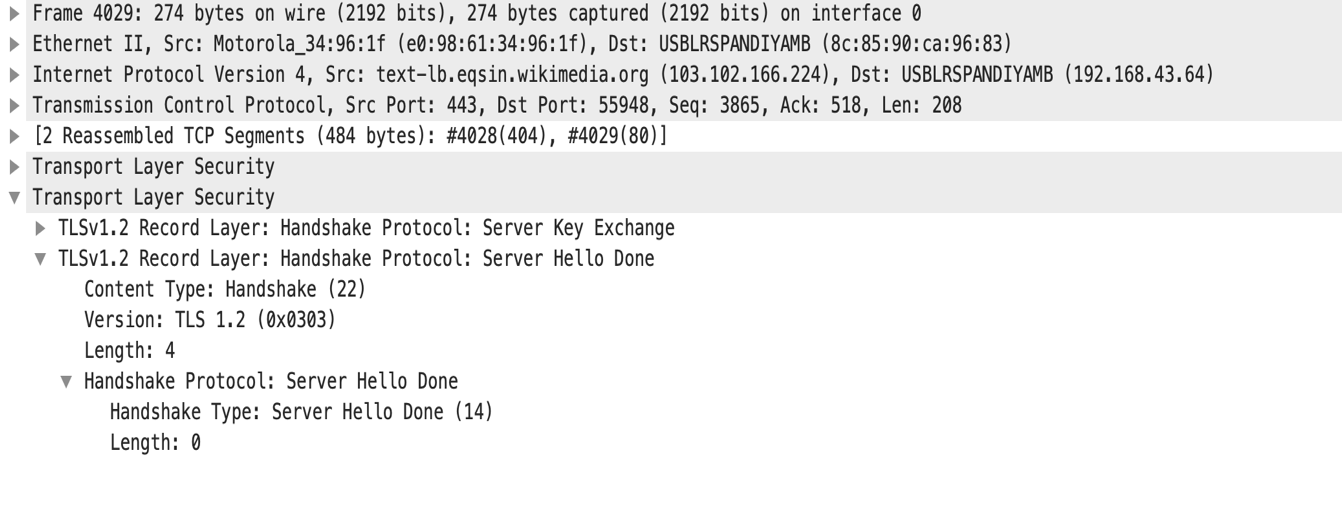 Frame 4029: 274 bytes on wire (2192 bits), 274 bytes captured (2192 bits) on interface 0
Ethernet II, Src: Motorola_34:96:1f (e0:98:61:34:96:1f), Dst: USBLRSPANDIYAMB (8c:85:90:ca:96:83)
Internet Protocol Version 4, Src: text-lb.eqsin.wikimedia.org (103.102.166.224), Dst: USBLRSPANDIYAMB (192.168.43.64)
Transmission Control Protocol, Src Port: 443, Dst Port: 55948, Seq: 3865, Ack: 518, Len: 208
[2 Reassembled TCP Segments (484 bytes): #4028(404), #4029(80)]
Transport Layer Security
Transport Layer Security
TLSv1.2 Record Layer: Handshake Protocol: Server Key Exchange
TLSv1.2 Record Layer: Handshake Protocol: Server Hello Done
Content Type: Handshake (22)
Version: TLS 1.2 (0x0303)
Length: 4
Handshake Protocol: Server Hello Done
Handshake Type: Server Hello Done (14)
Length: 0